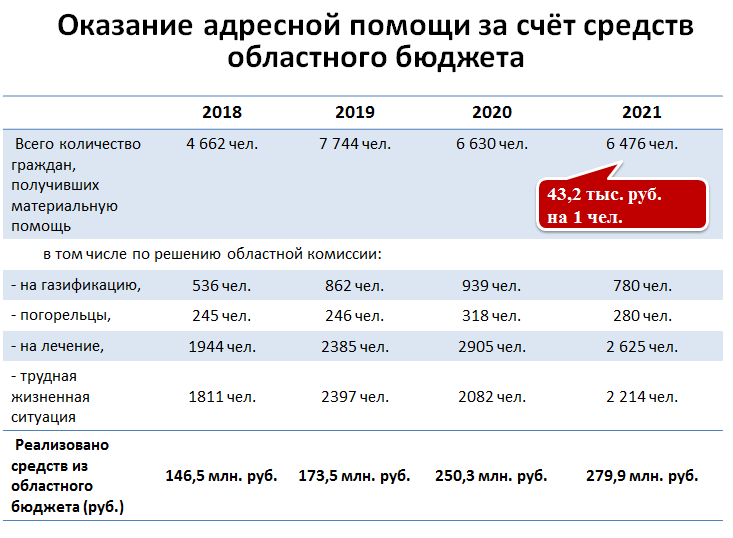 Оказание адресной помощи за счёт средств
областного бюджета
2018 2019 2020 2021
Всего количество 4 662 чел. 7 744 чел. 6 630 чел. 6 476 чел.
граждан,
получивших
материальную
помощь
43,2 тыс. руб.
на 1 чел.
в том числе по решению областной комиссии:
- на газификацию, 536 чел. 862 чел. 939 чел. 780 чел.
- погорельцы, 245 чел. 246 чел. 318 чел. 280 чел.
- на лечение, 1944 чел. 2385 чел. 2905 чел. 2 625 чел.
- трудная
жизненная 1811 чел. 2397 чел. 2082 чел. 2 214 чел.
ситуация
Реализовано
средств из
областного 146,5 млн. руб. 173,5 млн. руб. 250,3 млн. руб. 279,9 млн. руб.
бюджета (руб.)